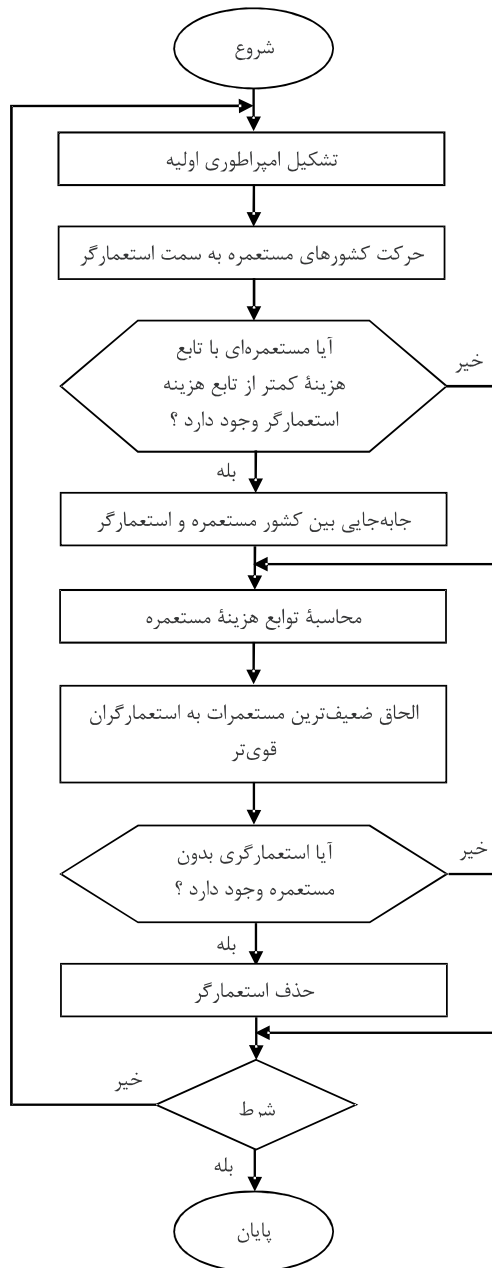 شروع
تشکیل امپراطوری اولیه
حرکت کشورهای مستعمره به سمت استعمارگر
آیا مستعمره‌ای با تابع
هزینهٔ کمتر از تابع هزینه
استعمارگر وجود دارد ؟
خیر
بله
جابه‌جایی بین کشور مستعمره و استعمارگر
محاسبهٔ توابع هزینهٔ مستعمره
الحاق ضعیف‌ترین مستعمرات به استعمارگران
قوی‌تر
آیا استعمارگری بدون
مستعمره وجود دارد ؟
خیر
بله
حذف استعمارگر
شرط
خیر
بله
پایان